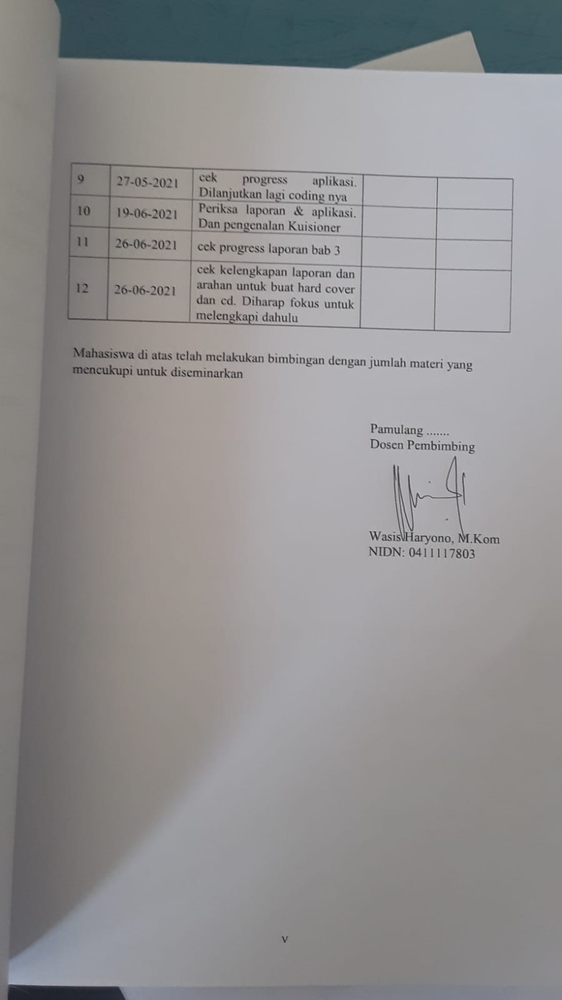 9 27-05-2021 cek progress aplikasi.
Dilanjutkan lagi coding nya
10 19-06-2021 Periksa laporan & aplikasi.
Dan pengenalan Kuisioner
11 26-06-2021 cek progress laporan bab 3
12 26-06-2021 cek kelengkapan laporan dan
arahan untuk buat hard cover
dan cd. Diharap fokus untuk
melengkapi dahulu
Mahasiswa di atas telah melakukan bimbingan dengan jumlah materi yang
mencukupi untuk diseminarkan
Pamulang .......
Dosen Pembimbing
Wasis Haryono, M.Kom
NIDN: 0411117803
v